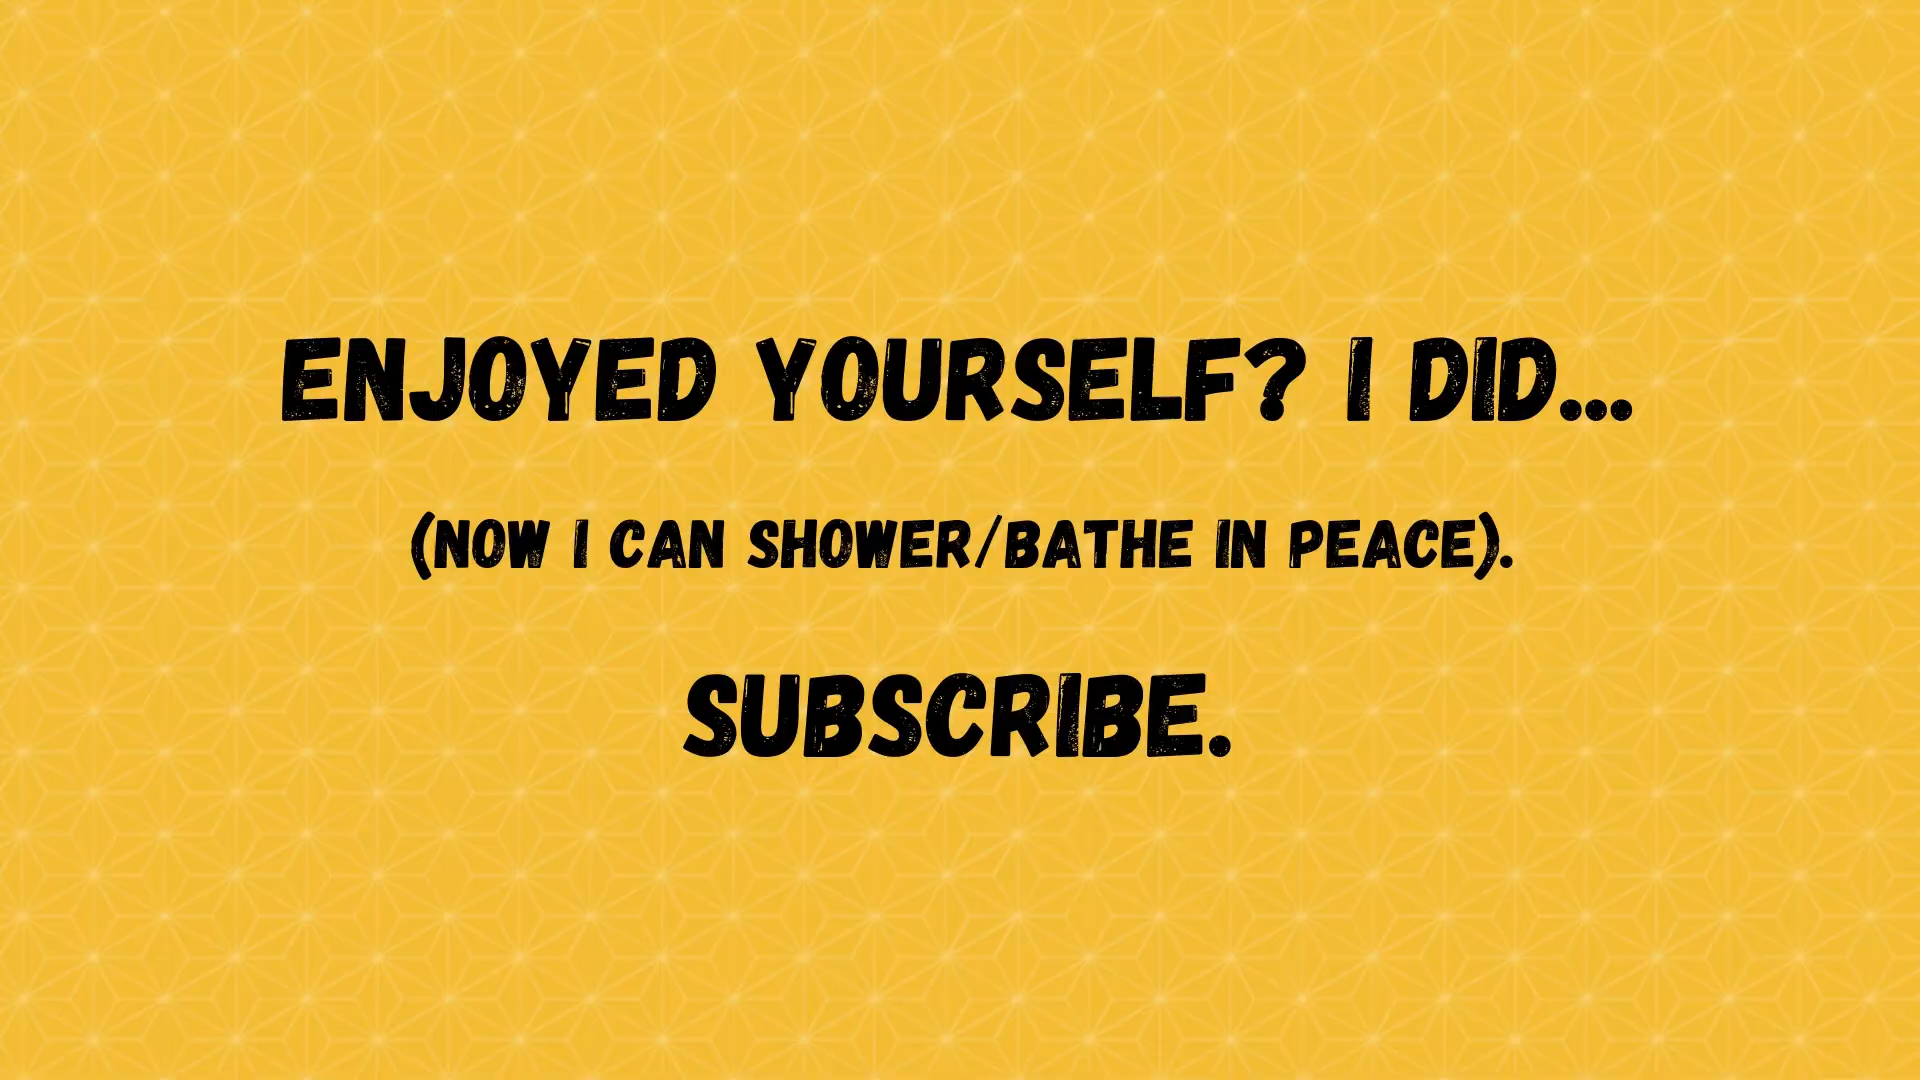 ENJOYED YOURSELF? I DID...
(NOW I CAN SHOWER/BATHE IN PEACE).
SUBSCRIBE.